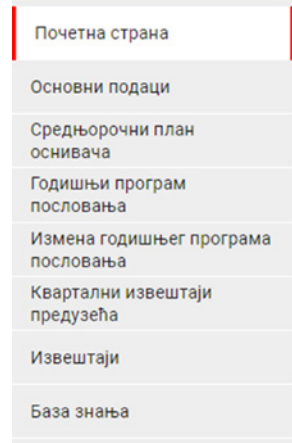 Почетна страна
Основни подаци
Средњорочни план
оснивача
Годишњи програм
пословања
Измена годишњег програма
пословања
Квартални извештаји
предузећа
Извештаји
База знања